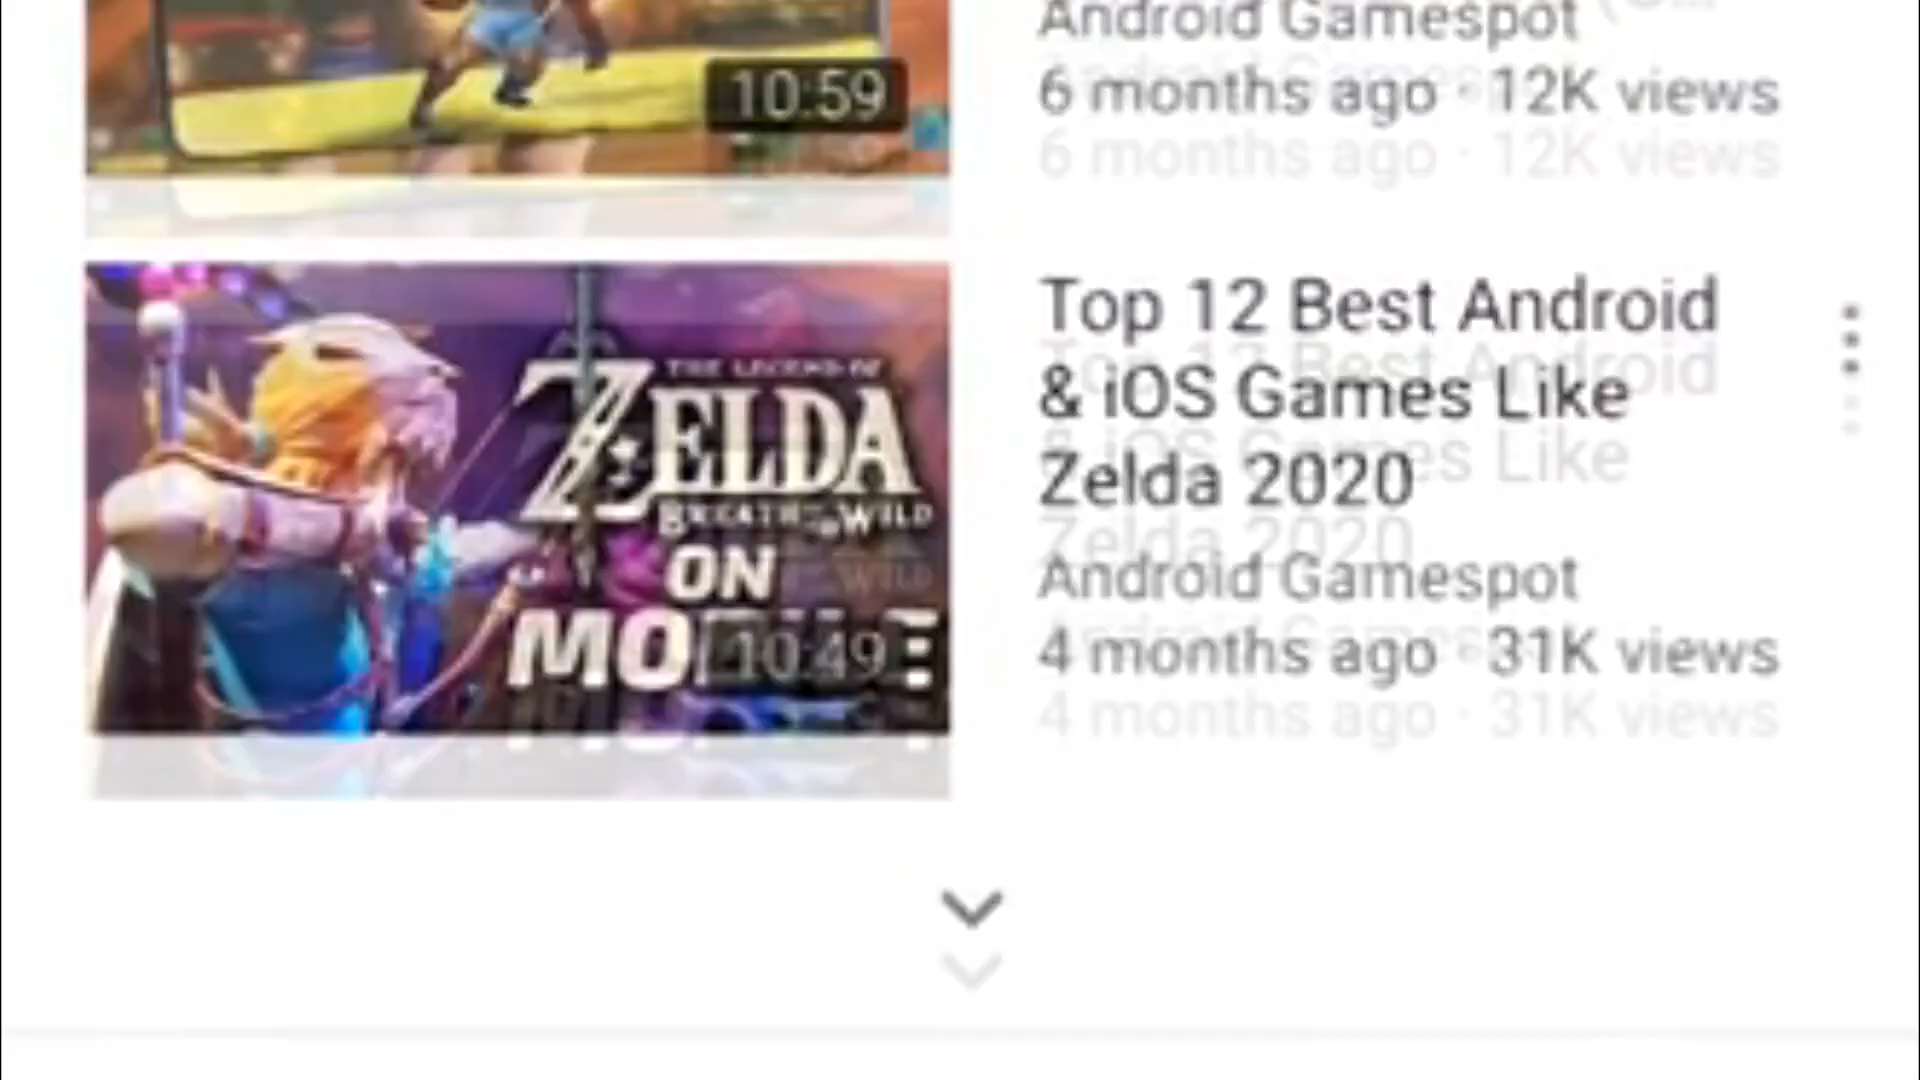 Android Gamespot
10:59
6 months ago · 12K views
Top 12 Best Android
& iOS Games Like
Zelda 2020
Android Gamespot
4 months ago · 31K views
THE LEGEND OF
ZELDA
BREATH OF THE WILD
ON
10:49